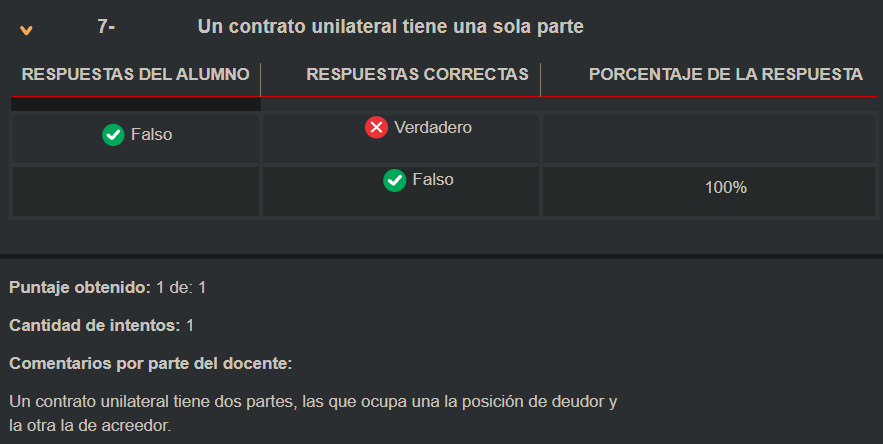 7- Un contrato unilateral tiene una sola parte
RESPUESTAS DEL ALUMNO RESPUESTAS CORRECTAS PORCENTAJE DE LA RESPUESTA
Falso Verdadero
Falso 100%
Puntaje obtenido: 1 de: 1
Cantidad de intentos: 1
Comentarios por parte del docente:
Un contrato unilateral tiene dos partes, las que ocupa una la posición de deudor y
la otra la de acreedor.